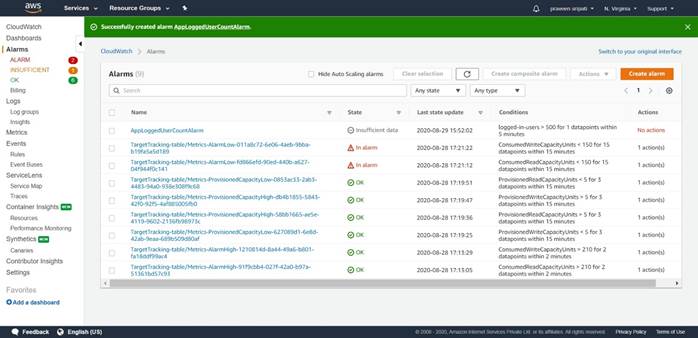 aws
Services
Resource Groups
praveen sripati
N. Virginia
Support
Successfully created alarm AppLoggedUserCountAlarm.
CloudWatch
Dashboards
Alarms
ALARM 2
INSUFFICIENT
OK 6
Billing
Logs
Log groups
Insights
Metrics
Events
Rules
Event Buses
ServiceLens
Service Map
Traces
Container Insights NEW
Resources
Performance Monitoring
Synthetics NEW
Canaries
Contributor Insights
Settings
Favorites
Add a dashboard
CloudWatch > Alarms
Switch to your original interface
Alarms (9)
Hide Auto Scaling alarms
Clear selection
Create composite alarm
Actions
Create alarm
Search
Any state
Any type
1
Name State Last state update Conditions Actions
AppLoggedUserCountAlarm Insufficient data 2020-08-29 15:52:02 logged-in-users > 500 for 1 datapoints within
5 minutes No actions
TargetTracking-table/Metrics-AlarmLow-011a8c72-6e06-4aeb-9bba-
b19fa5a5d189 In alarm 2020-08-28 17:21:22 ConsumedWriteCapacityUnits < 150 for 15
datapoints within 15 minutes 1 action(s)
TargetTracking-table/Metrics-AlarmLow-fd866efd-90ed-440b-a627-
04f944f0c141 In alarm 2020-08-28 17:21:12 ConsumedReadCapacityUnits < 150 for 15
datapoints within 15 minutes 1 action(s)
TargetTracking-table/Metrics-ProvisionedCapacityLow-0853ac33-2ab3-
4483-94a0-938e308f9c68 OK 2020-08-28 17:19:51 ProvisionedReadCapacityUnits < 5 for 3
datapoints within 15 minutes 1 action(s)
TargetTracking-table/Metrics-ProvisionedCapacityHigh-db4b1855-5843-
42f0-92f5-4af881005fb0 OK 2020-08-28 17:19:47 ProvisionedWriteCapacityUnits > 5 for 3
datapoints within 15 minutes 1 action(s)
TargetTracking-table/Metrics-ProvisionedCapacityHigh-58bb1665-ae5e-
4119-9602-2136fb98973c OK 2020-08-28 17:19:36 ProvisionedReadCapacityUnits > 5 for 3
datapoints within 15 minutes 1 action(s)
TargetTracking-table/Metrics-ProvisionedCapacityLow-627089d1-6e8d-
42ab-9eaa-689b509d80af OK 2020-08-28 17:19:25 ProvisionedWriteCapacityUnits < 5 for 3
datapoints within 15 minutes 1 action(s)
TargetTracking-table/Metrics-AlarmHigh-1210814d-8a44-49a6-b801-
fa18ddf99ac4 OK 2020-08-28 17:13:29 ConsumedWriteCapacityUnits > 210 for 2
datapoints within 2 minutes 1 action(s)
TargetTracking-table/Metrics-AlarmHigh-91f9cbb4-027f-42a0-b97a-
51361bd57c93 OK 2020-08-28 17:13:05 ConsumedReadCapacityUnits > 210 for 2
datapoints within 2 minutes 1 action(s)
Feedback
English (US)
© 2008 - 2020, Amazon Internet Services Private Ltd. or its affiliates. All rights reserved.
Privacy Policy
Terms of Use